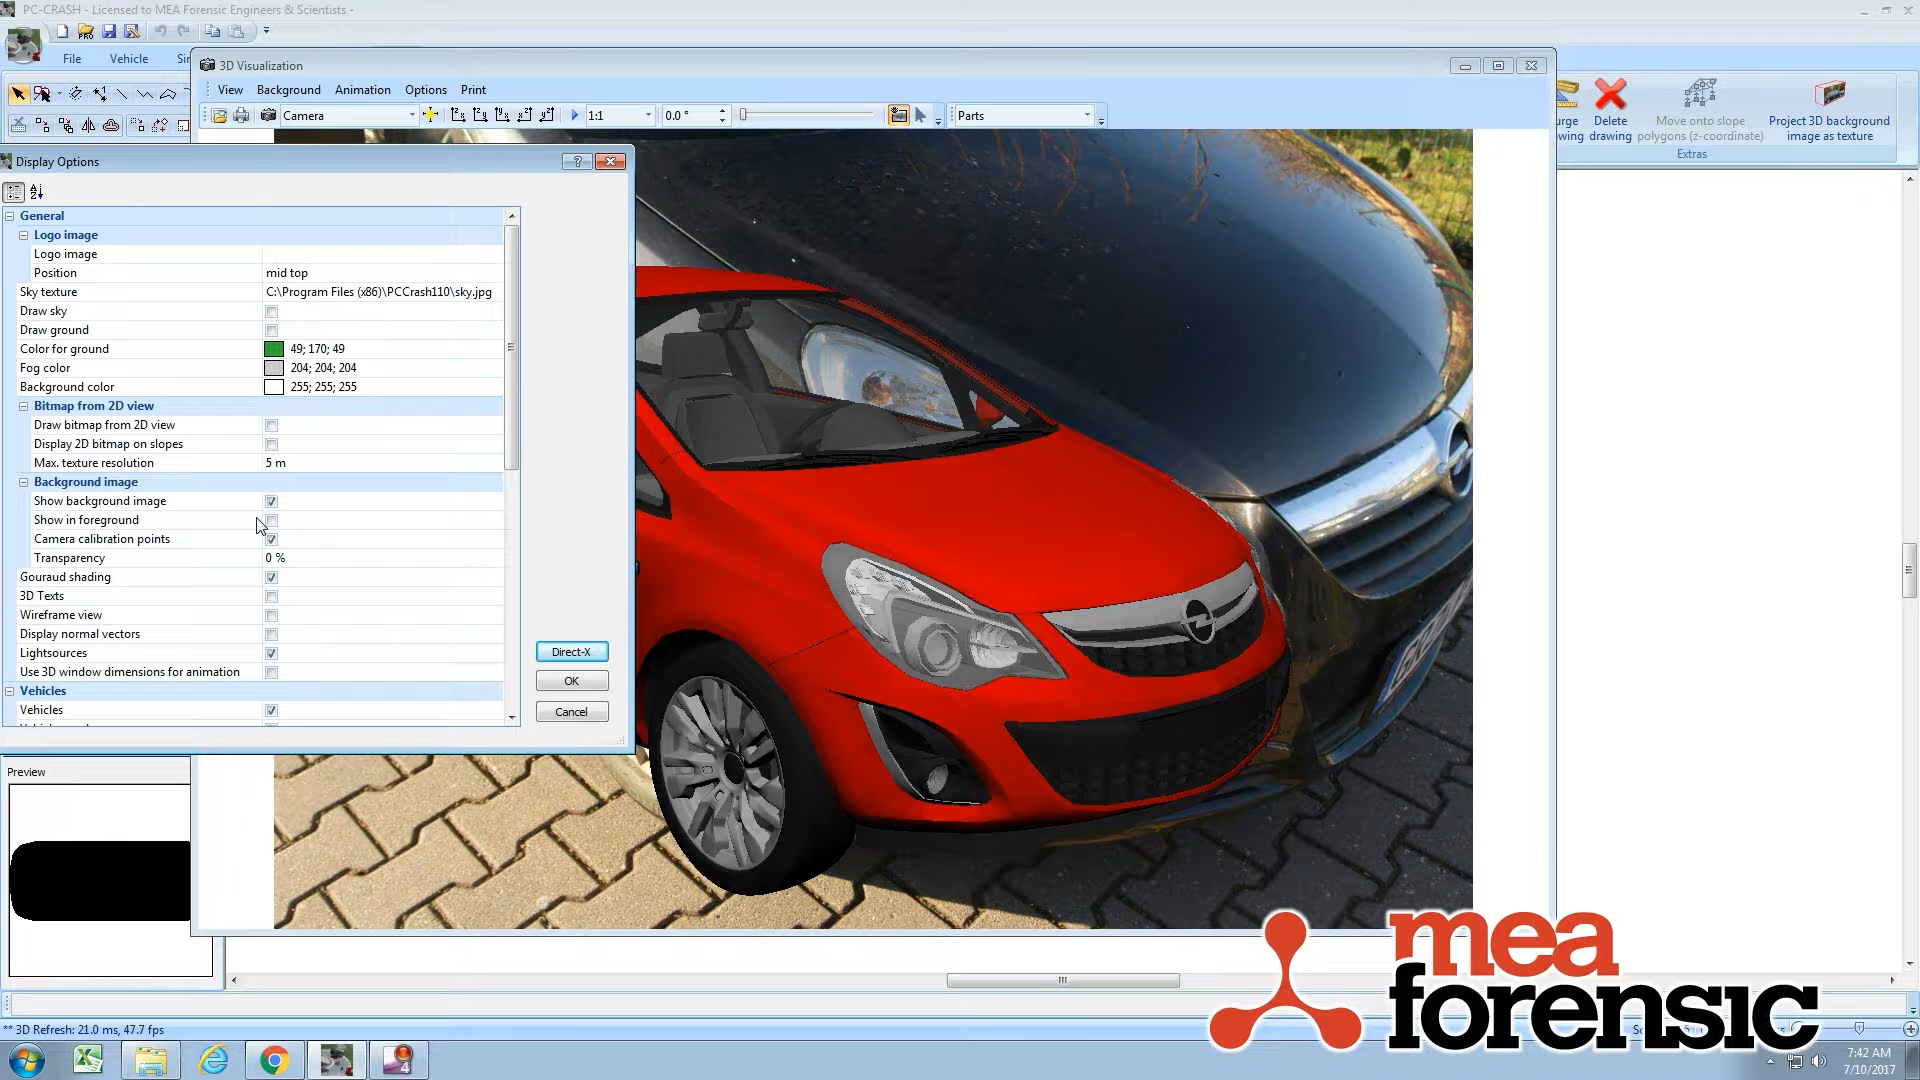 PC-CRASH - Licensed to MEA Forensic Engineers & Scientists -
File
Vehicle
3D Visualization
View
Background
Animation
Options
Print
Camera
1:1
0.0 °
Parts
Delete drawing
Move onto slope polygons (z-coordinate)
Project 3D background image as texture
Extras
Display Options
General
Logo image
Logo image
Position mid top
Sky texture C:\Program Files (x86)\PCCrash110\sky.jpg
Draw sky
Draw ground
Color for ground 49; 170; 49
Fog color 204; 204; 204
Background color 255; 255; 255
Bitmap from 2D view
Draw bitmap from 2D view
Display 2D bitmap on slopes
Max. texture resolution 5 m
Background image
Show background image
Show in foreground
Camera calibration points
Transparency 0 %
Gouraud shading
3D Texts
Wireframe view
Display normal vectors
Lightsources
Use 3D window dimensions for animation
Vehicles
Vehicles
Direct-X
OK
Cancel
Preview
mea
forensic
** 3D Refresh: 21.0 ms, 47.7 fps
7:42 AM
7/10/2017